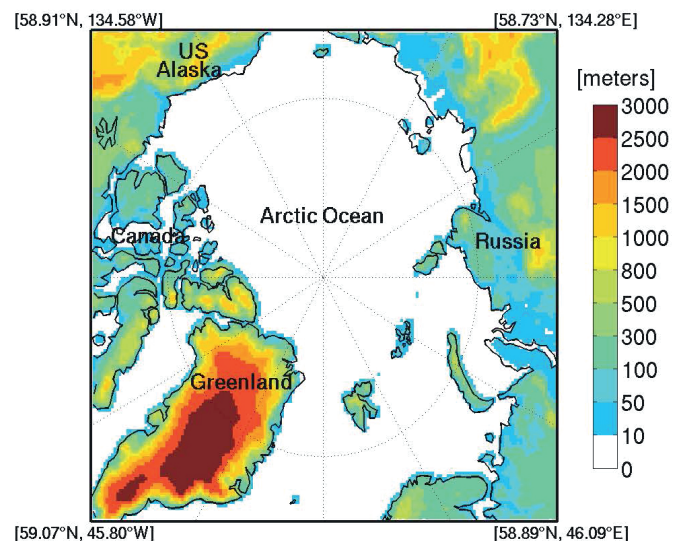 [58.91°N, 134.58°W]
[58.73°N, 134.28°E]
US
Alaska
[meters]
3000
2500
2000
1500
1000
800
500
300
100
50
10
0
Arctic Ocean
Canada
Russia
Greenland
[59.07°N, 45.80°W]
[58.89°N, 46.09°E]